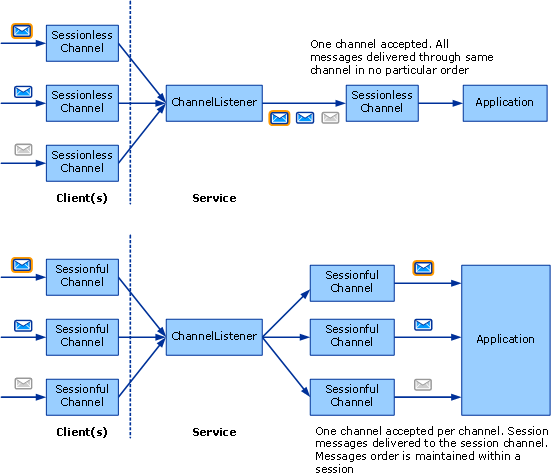 One channel accepted. All
messages delivered through same
channel in no particular order
Sessionless
Channel
Sessionless
Channel
Sessionless
Channel
ChannelListener
Sessionless
Channel
Application
Client(s)
Service
Sessionful
Channel
Sessionful
Channel
Sessionful
Channel
ChannelListener
Sessionful
Channel
Sessionful
Channel
Sessionful
Channel
Application
Client(s)
Service
One channel accepted per channel. Session
messages delivered to the session channel.
Messages order is maintained within a
session